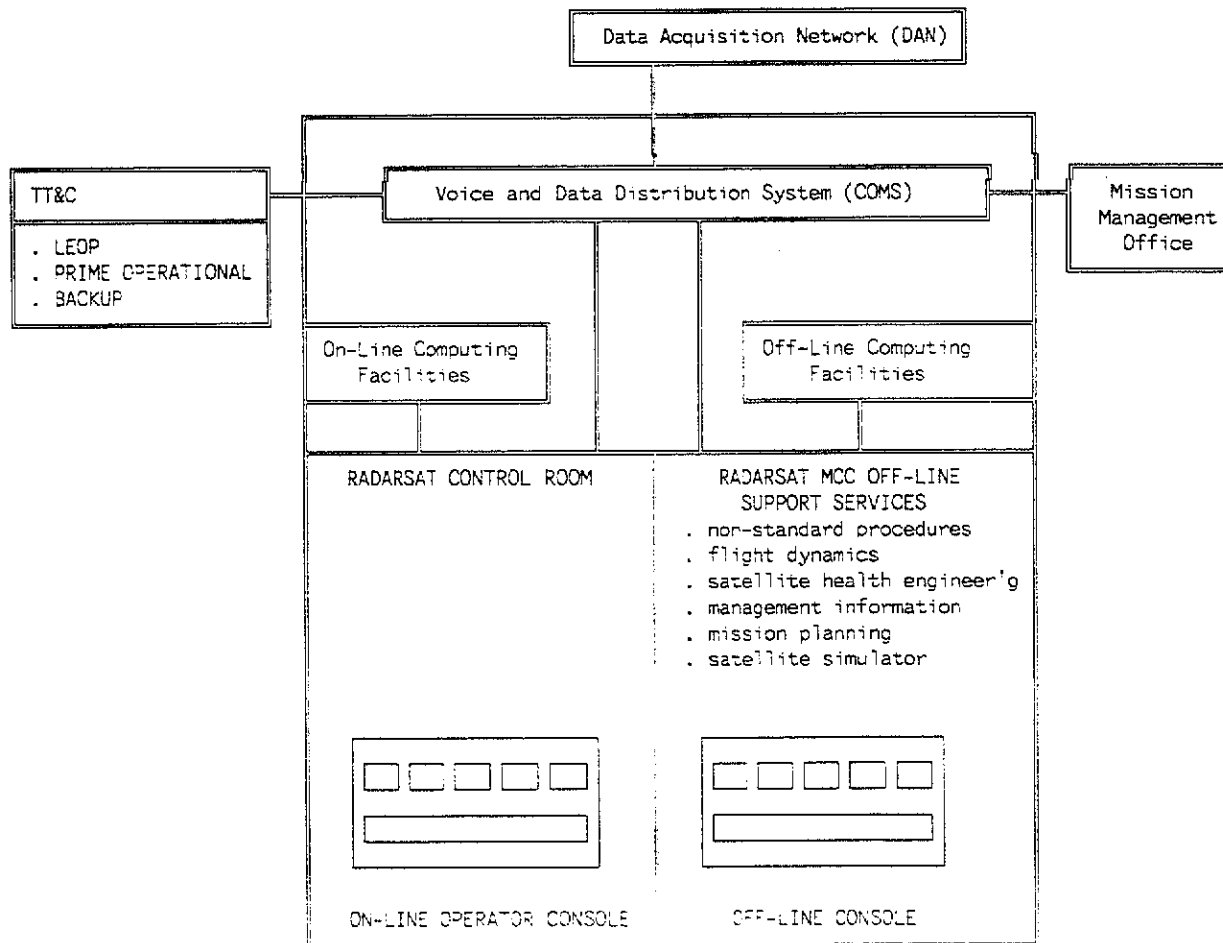 Data Acquisition Network (DAN)
Voice and Data Distribution System (COMS)
TT&C
. LEOP
. PRIME OPERATIONAL
. BACKUP
Mission
Management
Office
On-Line Computing
Facilities
Off-Line Computing
Facilities
RADARSAT CONTROL ROOM
RADARSAT MCC OFF-LINE
SUPPORT SERVICES
. non-standard procedures
. flight dynamics
. satellite health engineer'g
. management information
. mission planning
. satellite simulator
ON-LINE OPERATOR CONSOLE
OFF-LINE CONSOLE